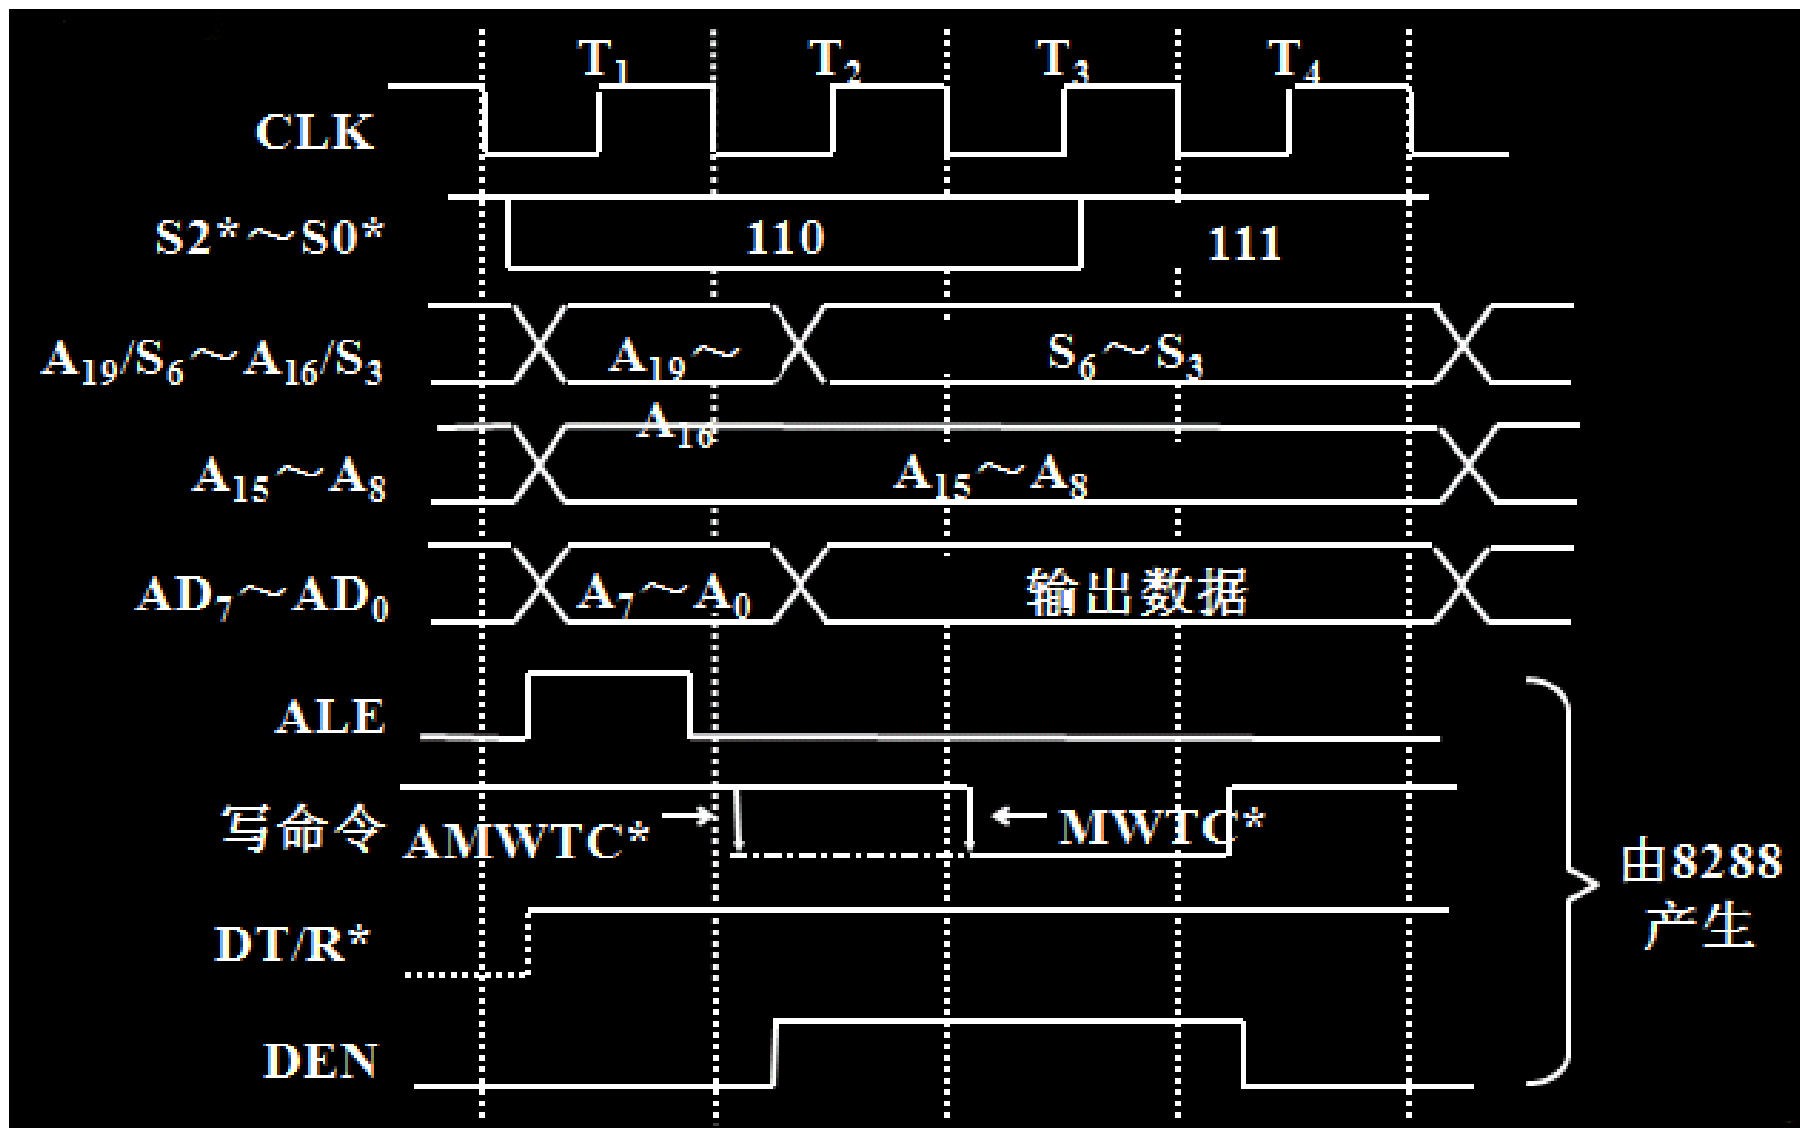 T₁ T₂ T₃ T₄
CLK
S2*～S0* 110 111
A₁₉/S₆～A₁₆/S₃ A₁₉～ S₆～S₃
A₁₆
A₁₅～A₈ A₁₅～A₈
AD₇～AD₀ A₇～A₀ 输出数据
ALE
写命令 AMWTC* MWTC*
由8288
产生
DT/R*
DEN